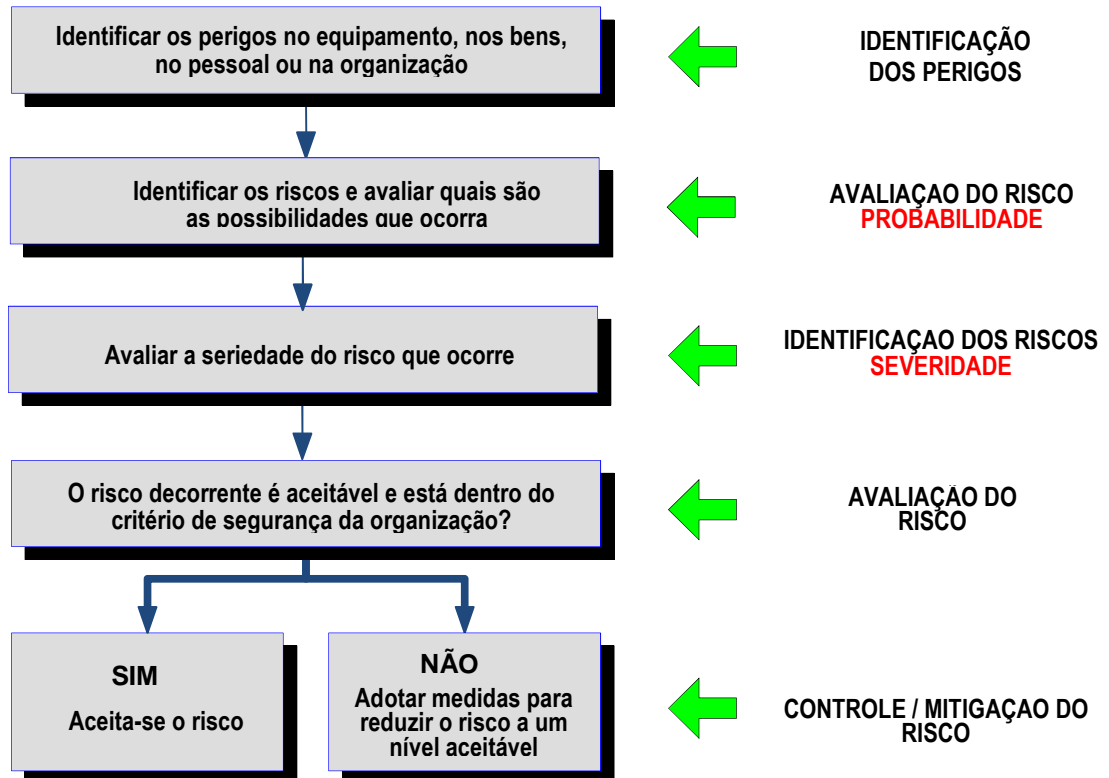 Identificar os perigos no equipamento, nos bens,
no pessoal ou na organização
IDENTIFICAÇÃO
DOS PERIGOS
Identificar os riscos e avaliar quais são
as possibilidades que ocorra
AVALIAÇAO DO RISCO
PROBABILIDADE
Avaliar a seriedade do risco que ocorre
IDENTIFICAÇAO DOS RISCOS
SEVERIDADE
O risco decorrente é aceitável e está dentro do
critério de segurança da organização?
AVALIAÇÃO DO
RISCO
SIM
Aceita-se o risco
NÃO
Adotar medidas para
reduzir o risco a um
nível aceitável
CONTROLE / MITIGAÇAO DO
RISCO